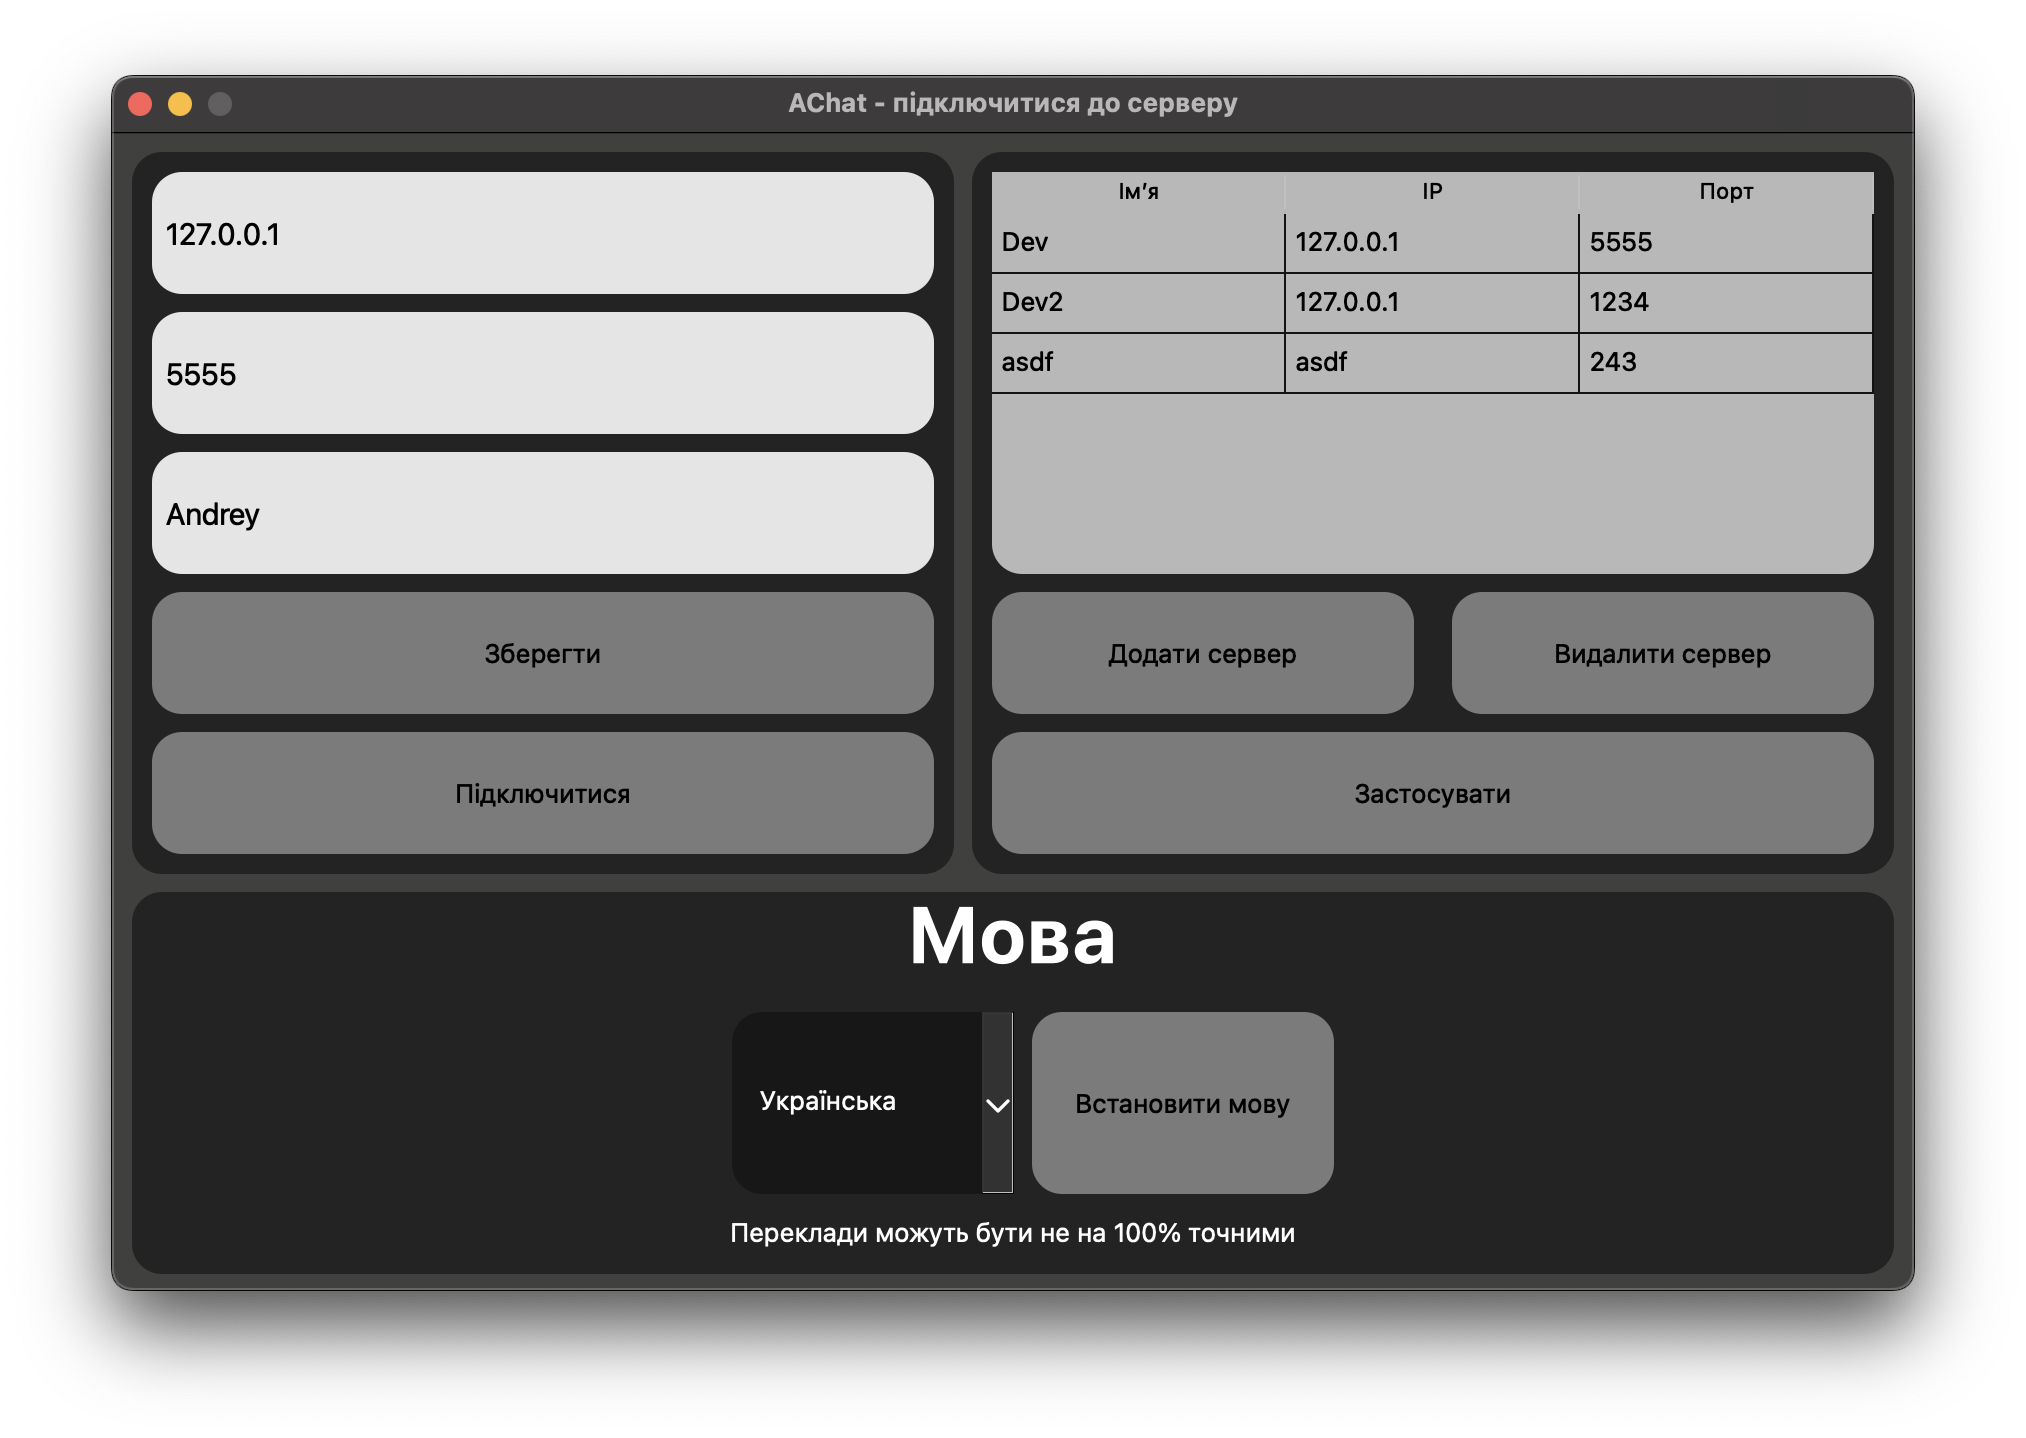 AChat - підключитися до серверу
127.0.0.1
5555
Andrey
Зберегти
Підключитися
Ім’я IP Порт
Dev 127.0.0.1 5555
Dev2 127.0.0.1 1234
asdf asdf 243
Додати сервер Видалити сервер
Застосувати
Мова
Українська Встановити мову
Переклади можуть бути не на 100% точними